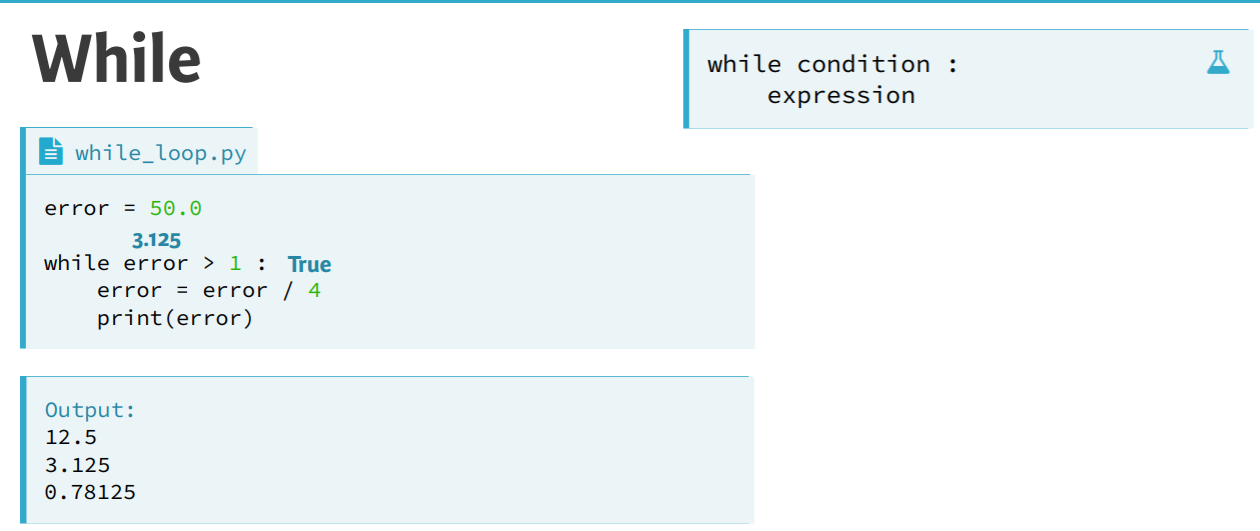 While
while condition :
    expression
while_loop.py
error = 50.0
3.125
while error > 1 : True
    error = error / 4
    print(error)
Output:
12.5
3.125
0.78125